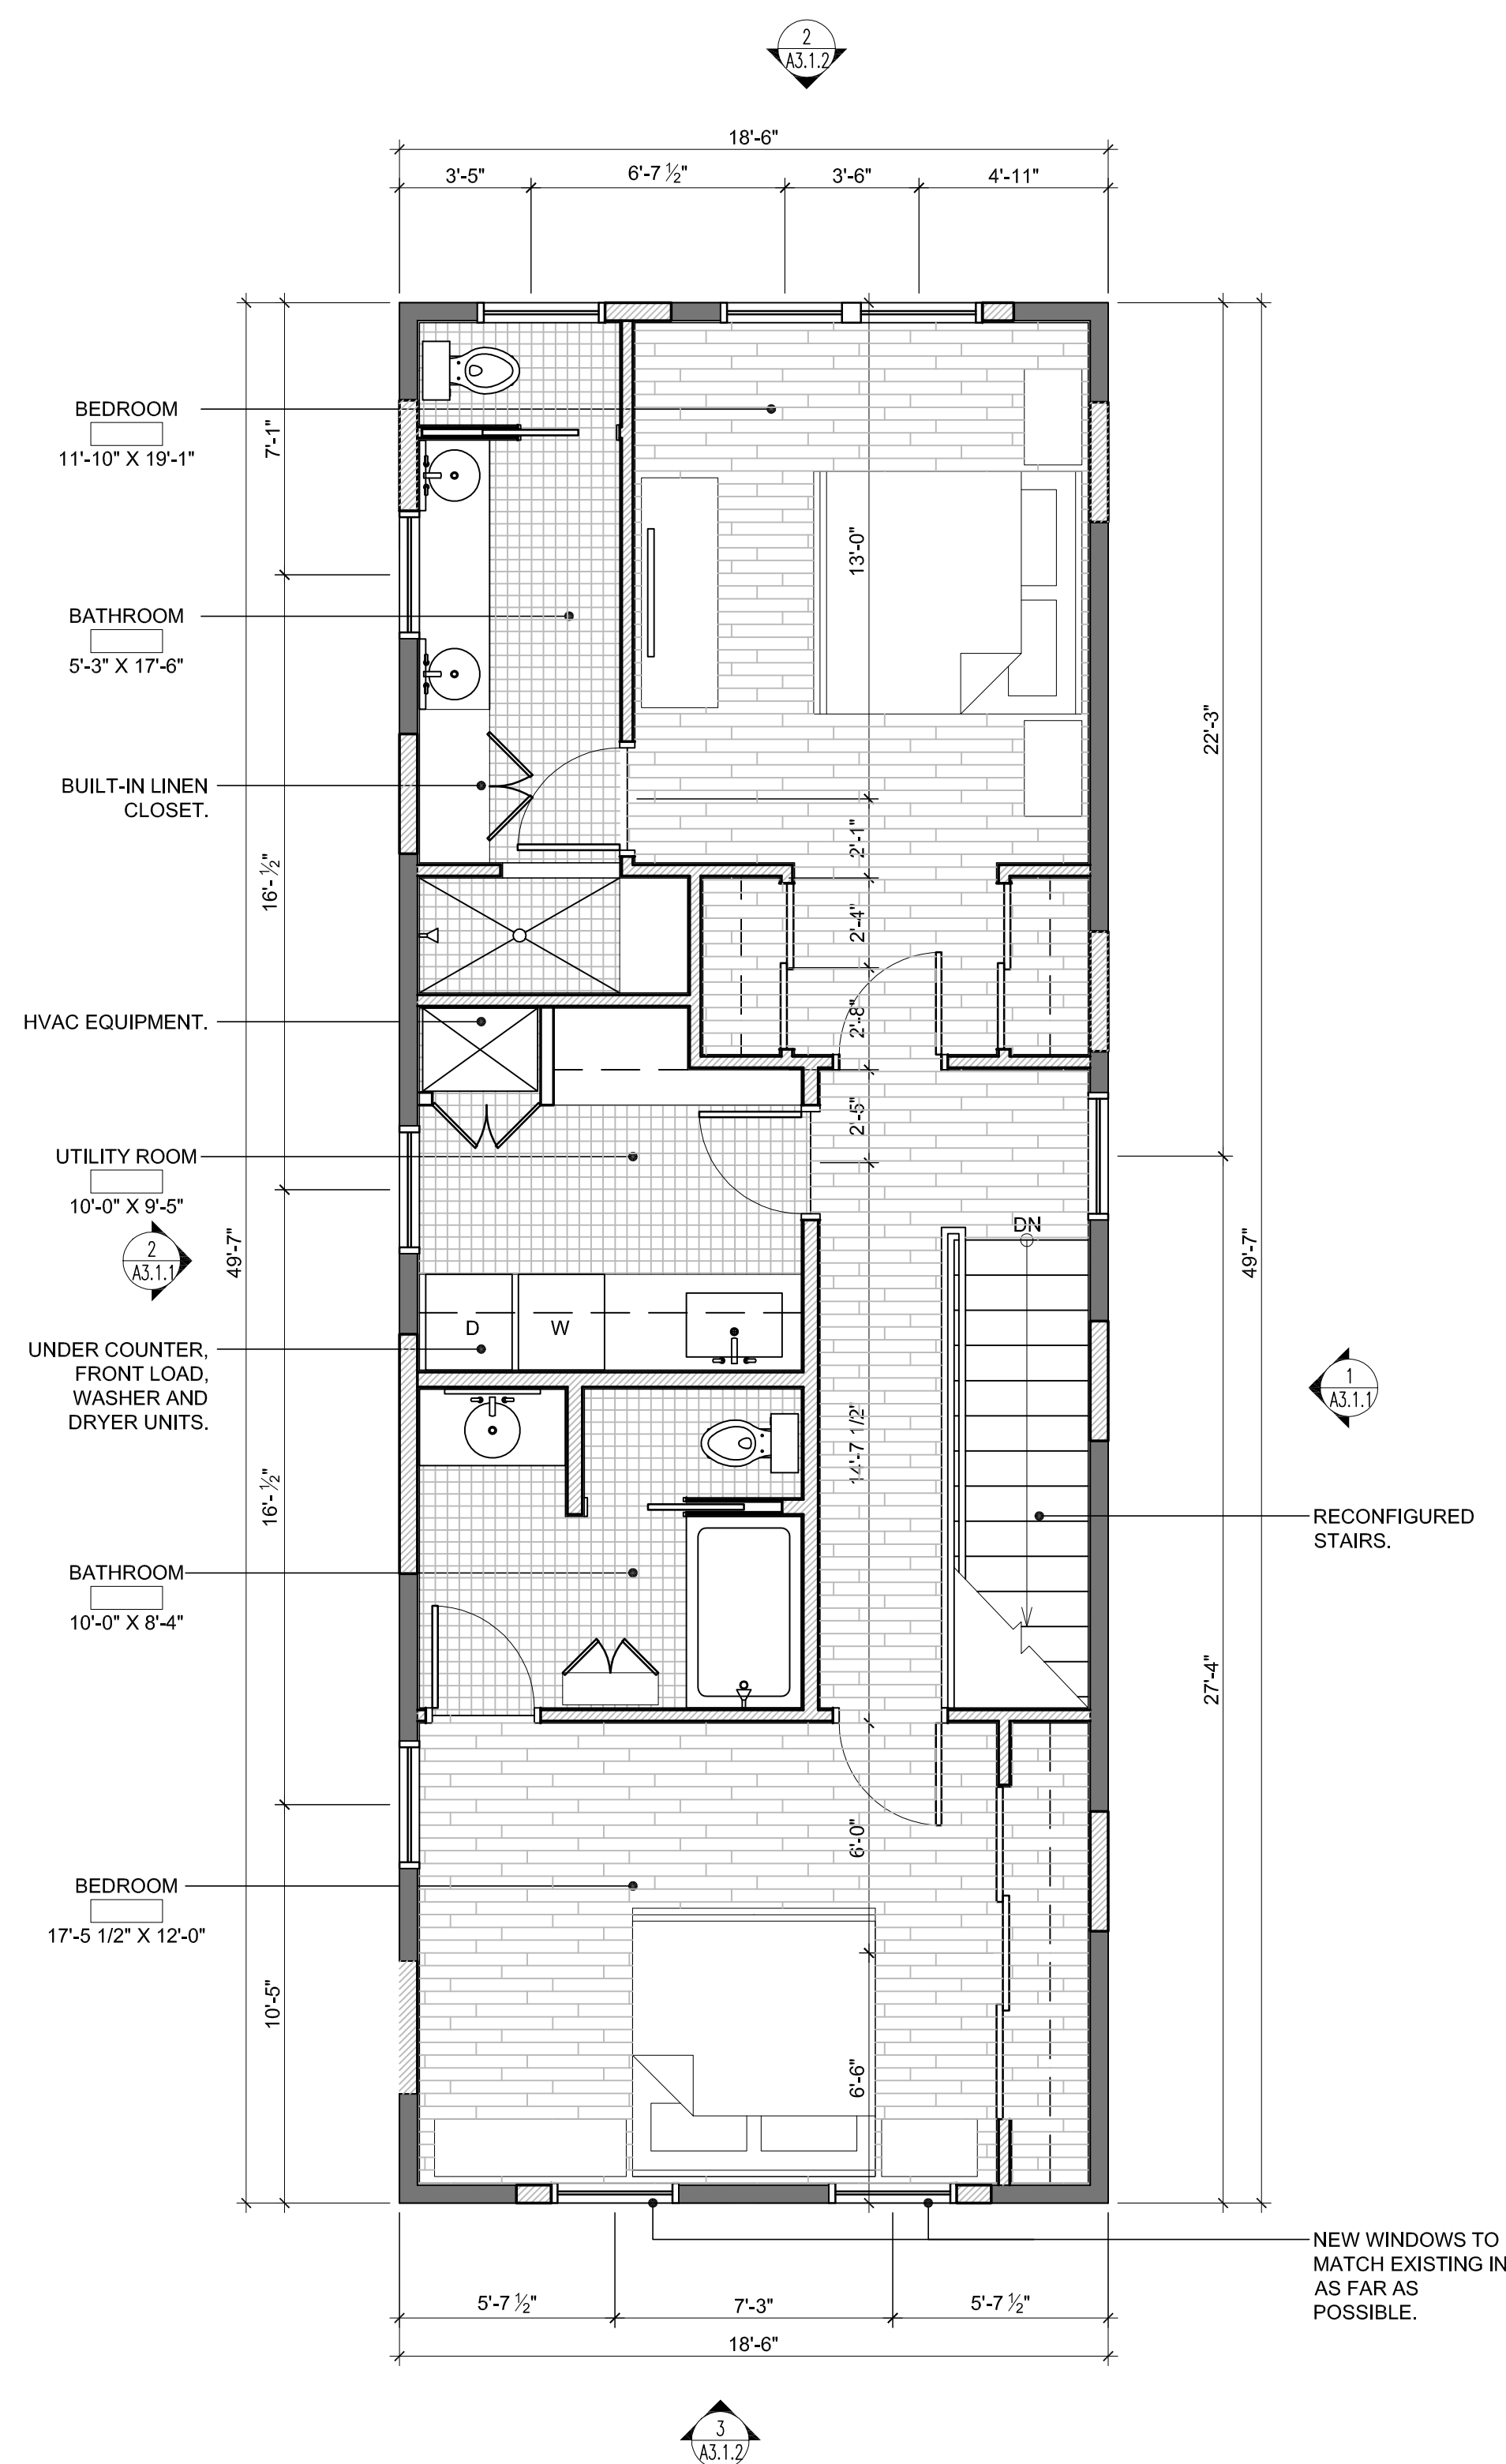 2
A3.1.2
18'-6"
3'-5"
6'-7 ½"
3'-6"
4'-11"
BEDROOM
11'-10" X 19'-1"
7'-1"
13'-0"
BATHROOM
5'-3" X 17'-6"
22'-3"
BUILT-IN LINEN
CLOSET.
2'-1"
16'-½"
2'-4"
HVAC EQUIPMENT.
2'-8"
2'-5"
UTILITY ROOM
10'-0" X 9'-5"
2
A3.1.1
49'-7"
DN
49'-7"
UNDER COUNTER,
FRONT LOAD,
WASHER AND
DRYER UNITS.
D
W
1
A3.1.1
14'-7 1/2'
16'-½"
RECONFIGURED
STAIRS.
BATHROOM
10'-0" X 8'-4"
27'-4"
6'-0"
BEDROOM
17'-5 1/2" X 12'-0"
10'-5"
6'-6"
NEW WINDOWS TO
MATCH EXISTING IN
AS FAR AS
POSSIBLE.
5'-7 ½"
7'-3"
5'-7 ½"
18'-6"
3
A3.1.2